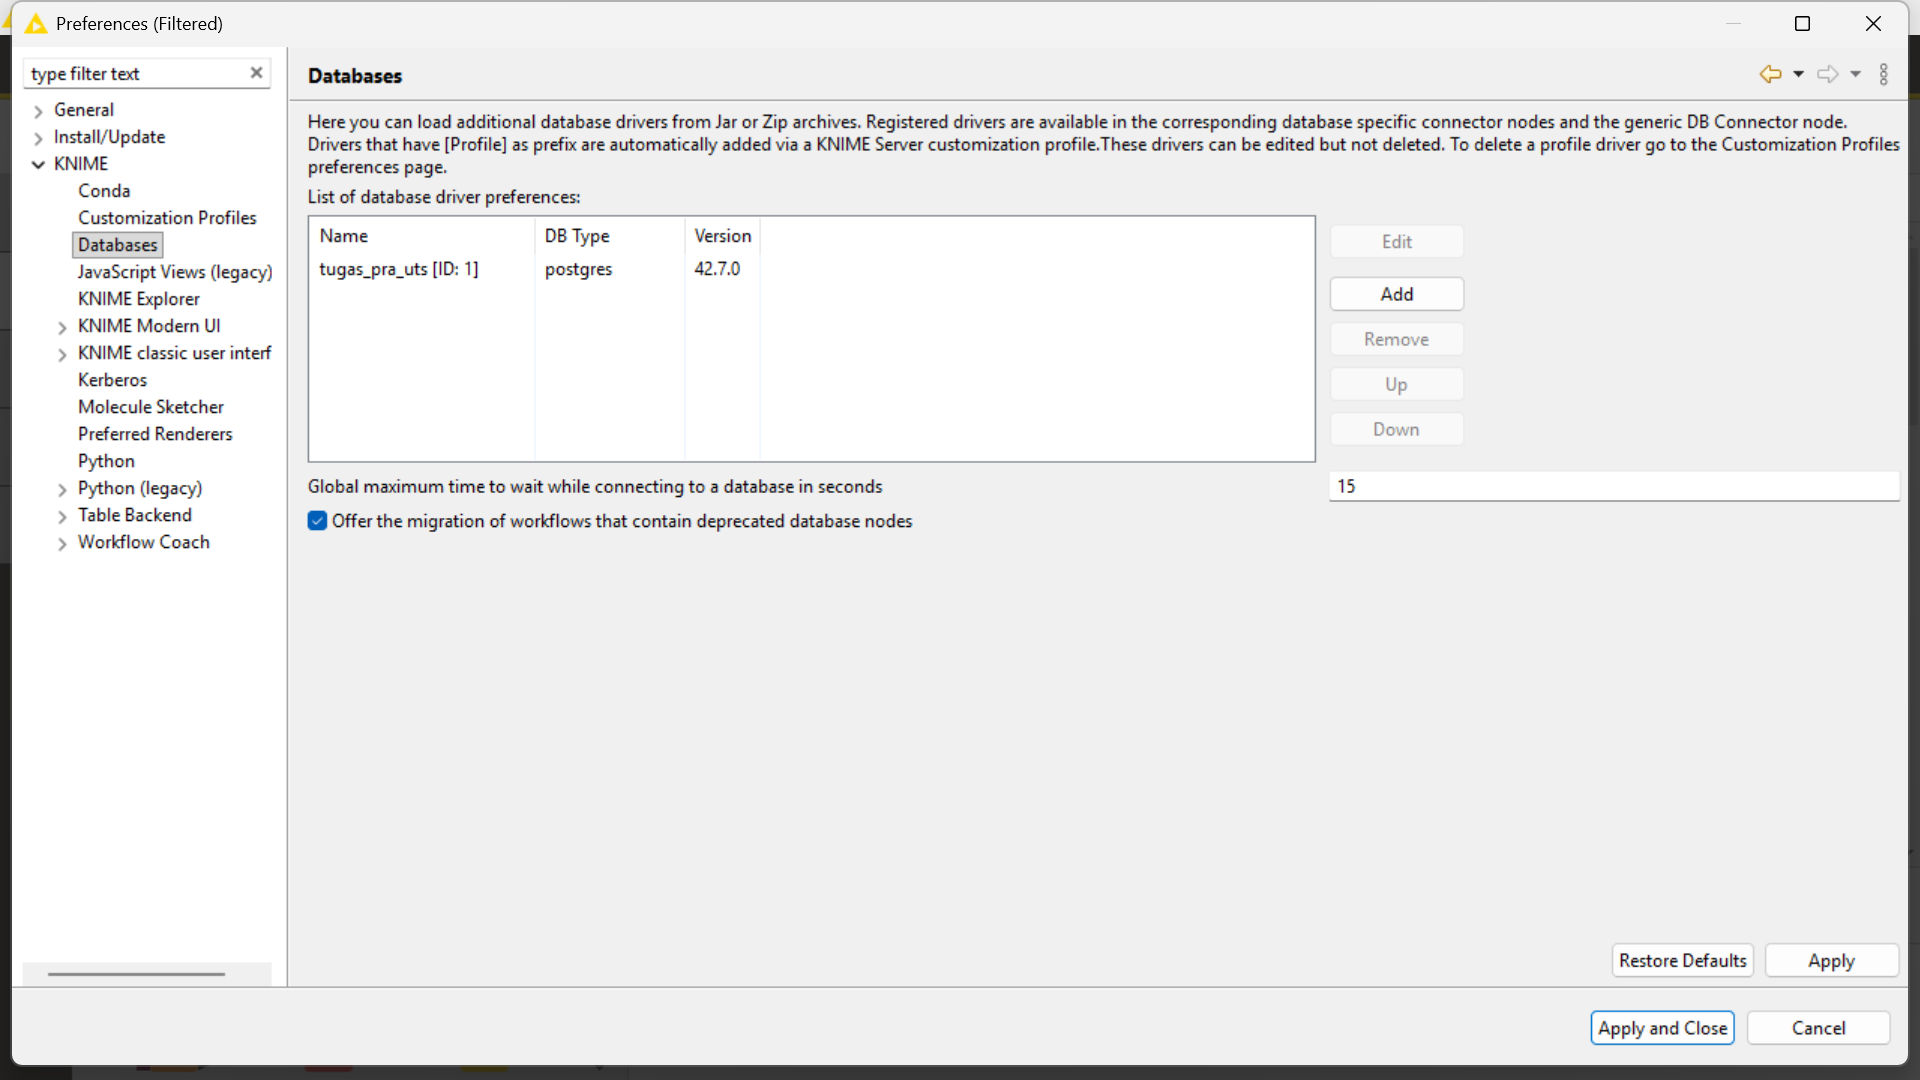 Preferences (Filtered)
type filter text
General
Install/Update
KNIME
Conda
Customization Profiles
Databases
JavaScript Views (legacy)
KNIME Explorer
KNIME Modern UI
KNIME classic user interf
Kerberos
Molecule Sketcher
Preferred Renderers
Python
Python (legacy)
Table Backend
Workflow Coach
Databases
Here you can load additional database drivers from Jar or Zip archives. Registered drivers are available in the corresponding database specific connector nodes and the generic DB Connector node.
Drivers that have [Profile] as prefix are automatically added via a KNIME Server customization profile.These drivers can be edited but not deleted. To delete a profile driver go to the Customization Profiles
preferences page.
List of database driver preferences:
Name DB Type Version
tugas_pra_uts [ID: 1] postgres 42.7.0
Edit
Add
Remove
Up
Down
Global maximum time to wait while connecting to a database in seconds 15
Offer the migration of workflows that contain deprecated database nodes
Restore Defaults Apply
Apply and Close Cancel